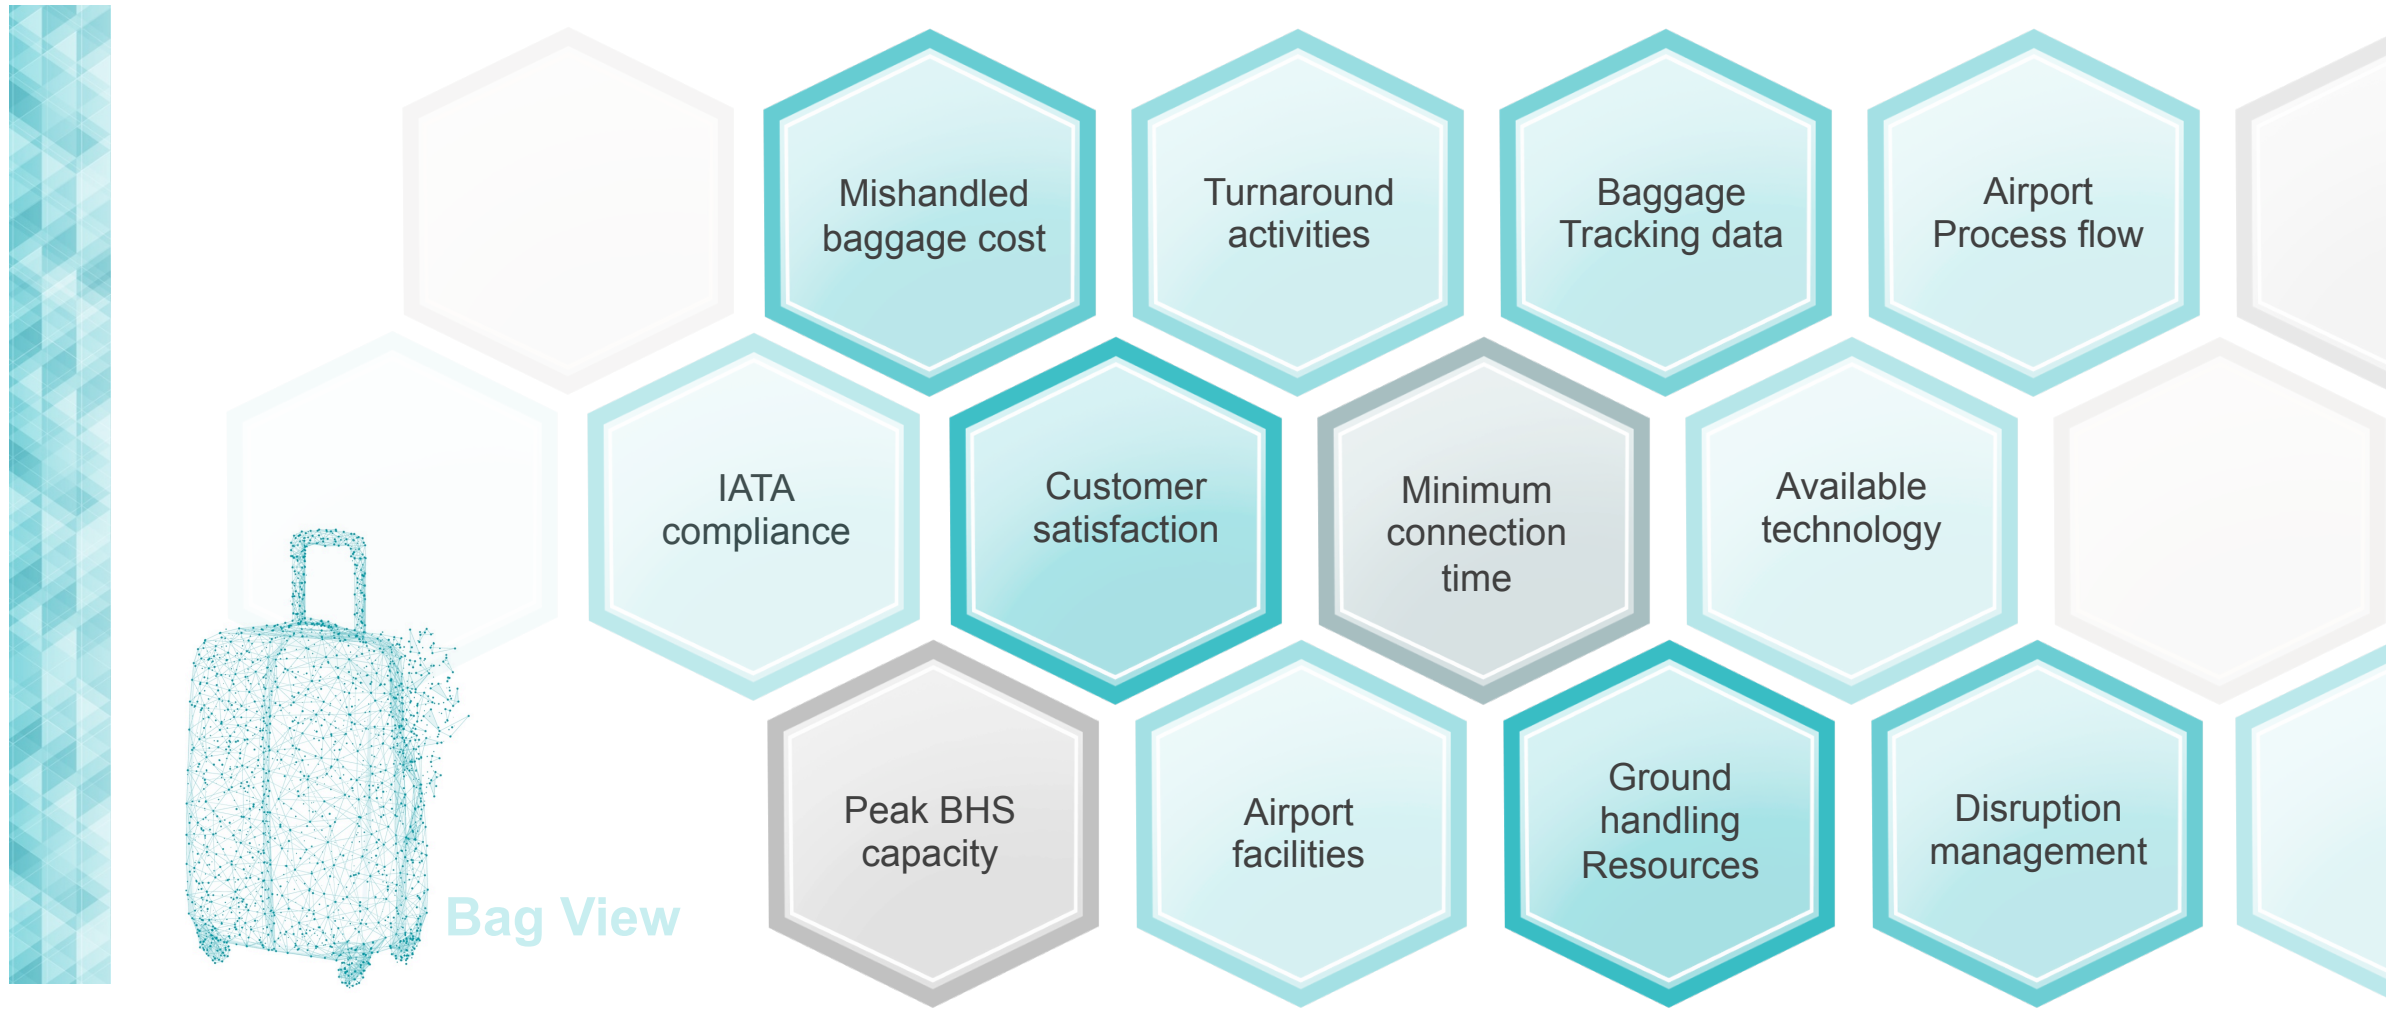 Mishandled
baggage cost
Turnaround
activities
Baggage
Tracking data
Airport
Process flow
IATA
compliance
Customer
satisfaction
Minimum
connection
time
Available
technology
Peak BHS
capacity
Airport
facilities
Ground
handling
Resources
Disruption
management
Bag View